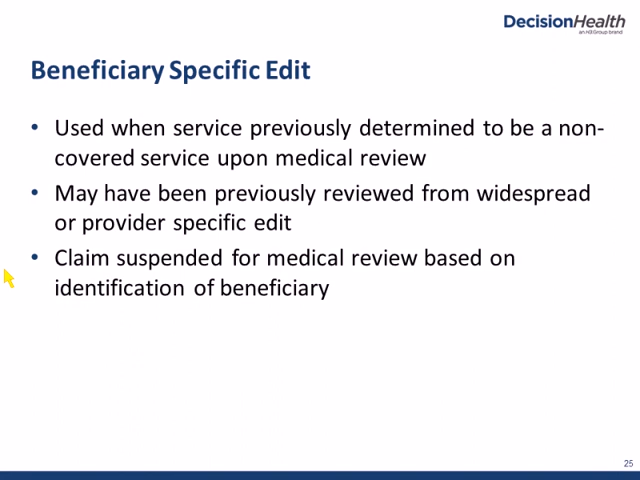 DecisionHealth
an H3.Group brand
Beneficiary Specific Edit
• Used when service previously determined to be a non-
covered service upon medical review
• May have been previously reviewed from widespread
or provider specific edit
• Claim suspended for medical review based on
identification of beneficiary
25